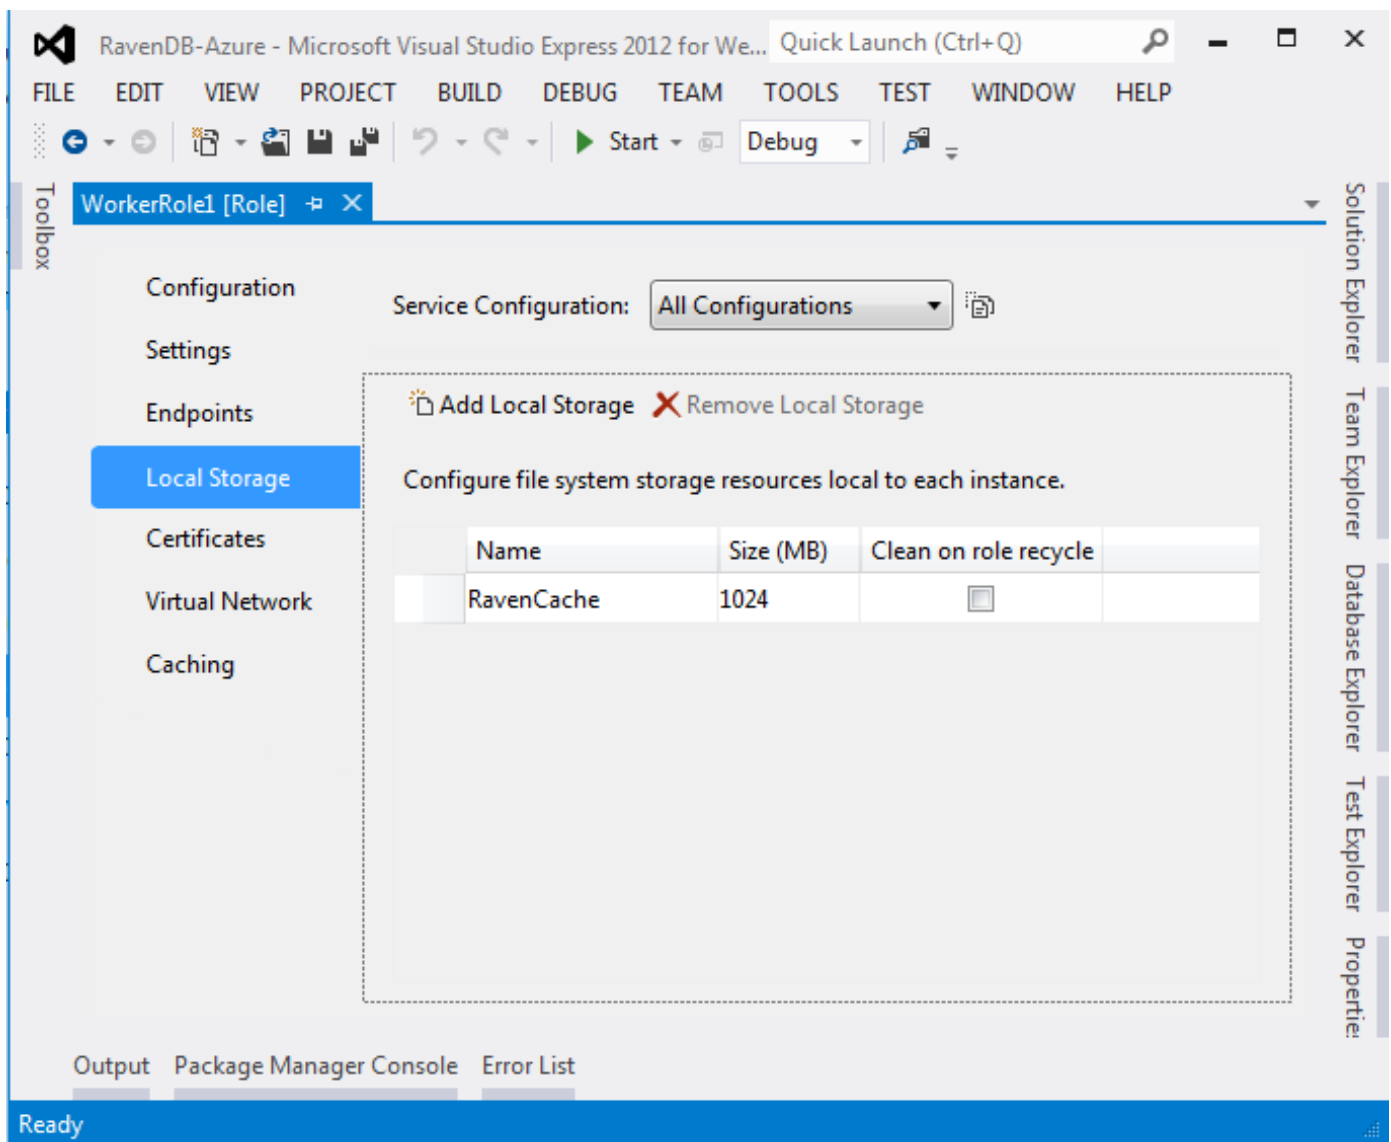 RavenDB-Azure - Microsoft Visual Studio Express 2012 for We... Quick Launch (Ctrl+Q)
FILE EDIT VIEW PROJECT BUILD DEBUG TEAM TOOLS TEST WINDOW HELP
Start Debug
Toolbox
WorkerRole1 [Role]
Configuration
Settings
Endpoints
Local Storage
Certificates
Virtual Network
Caching
Service Configuration: All Configurations
Add Local Storage Remove Local Storage
Configure file system storage resources local to each instance.
Name Size (MB) Clean on role recycle
RavenCache 1024
Solution Explorer
Team Explorer
Database Explorer
Test Explorer
Propertie
Output Package Manager Console Error List
Ready